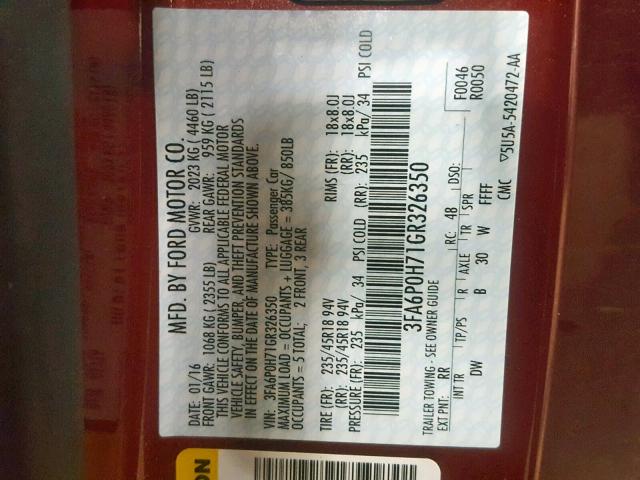 MFD. BY FORD MOTOR CO.
DATE: 01/16 GVWR: 2023 KG ( 4460 LB)
FRONT GAWR: 1068 KG ( 2355 LB) REAR GAWR: 959 KG ( 2115 LB)
THIS VEHICLE CONFORMS TO ALL APPLICABLE FEDERAL MOTOR
VEHICLE SAFETY, BUMPER, AND THEFT PREVENTION STANDARDS
IN EFFECT ON THE DATE OF MANUFACTURE SHOWN ABOVE.
VIN: 3FA6P0H71GR326350 TYPE: Passenger Car
MAXIMUM LOAD = OCCUPANTS + LUGGAGE = 385KG/ 850LB
OCCUPANTS = 5 TOTAL; 2 FRONT, 3 REAR
TIRE (FR): 235/45R18 94V RIMS (FR): 18x8.0J
(RR): 235/45R18 94V (RR): 18x8.0J
PRESSURE (FR): 235 kPa/ 34 PSI COLD (RR): 235 kPa/ 34 PSI COLD
3FA6P0H71GR326350
TRAILER TOWING - SEE OWNER GUIDE
EXT PNT: RR RC: 48 DSO: F0046
R0050
INT TR TP/PS R AXLE TR SPR
DW B 30 W FFFF
CMC ▽5U5A-5420472-AA
ON